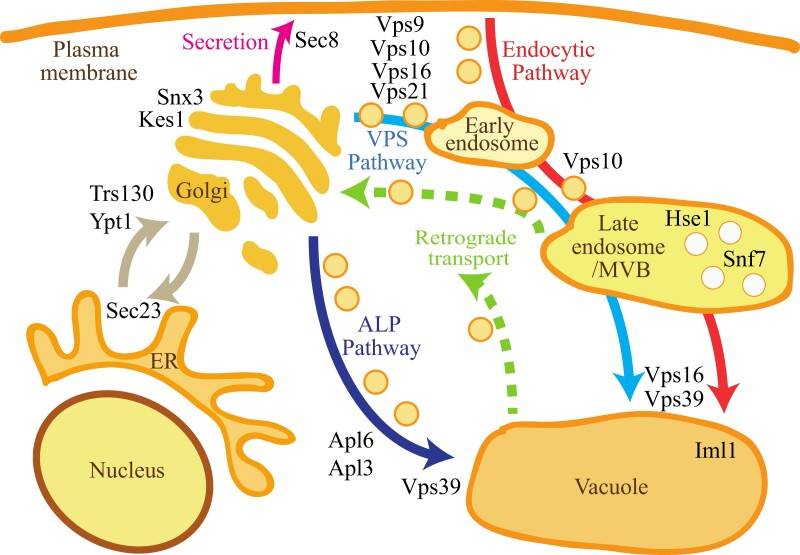 Plasma
membrane
Secretion
Sec8
Vps9
Vps10
Vps16
Vps21
Endocytic
Pathway
Snx3
Kes1
VPS
Pathway
Early
endosome
Vps10
Trs130
Ypt1
Golgi
Retrograde
transport
Late
endosome
/MVB
Hse1
Snf7
Sec23
ER
ALP
Pathway
Vps16
Vps39
Apl6
Apl3
Vps39
Iml1
Nucleus
Vacuole